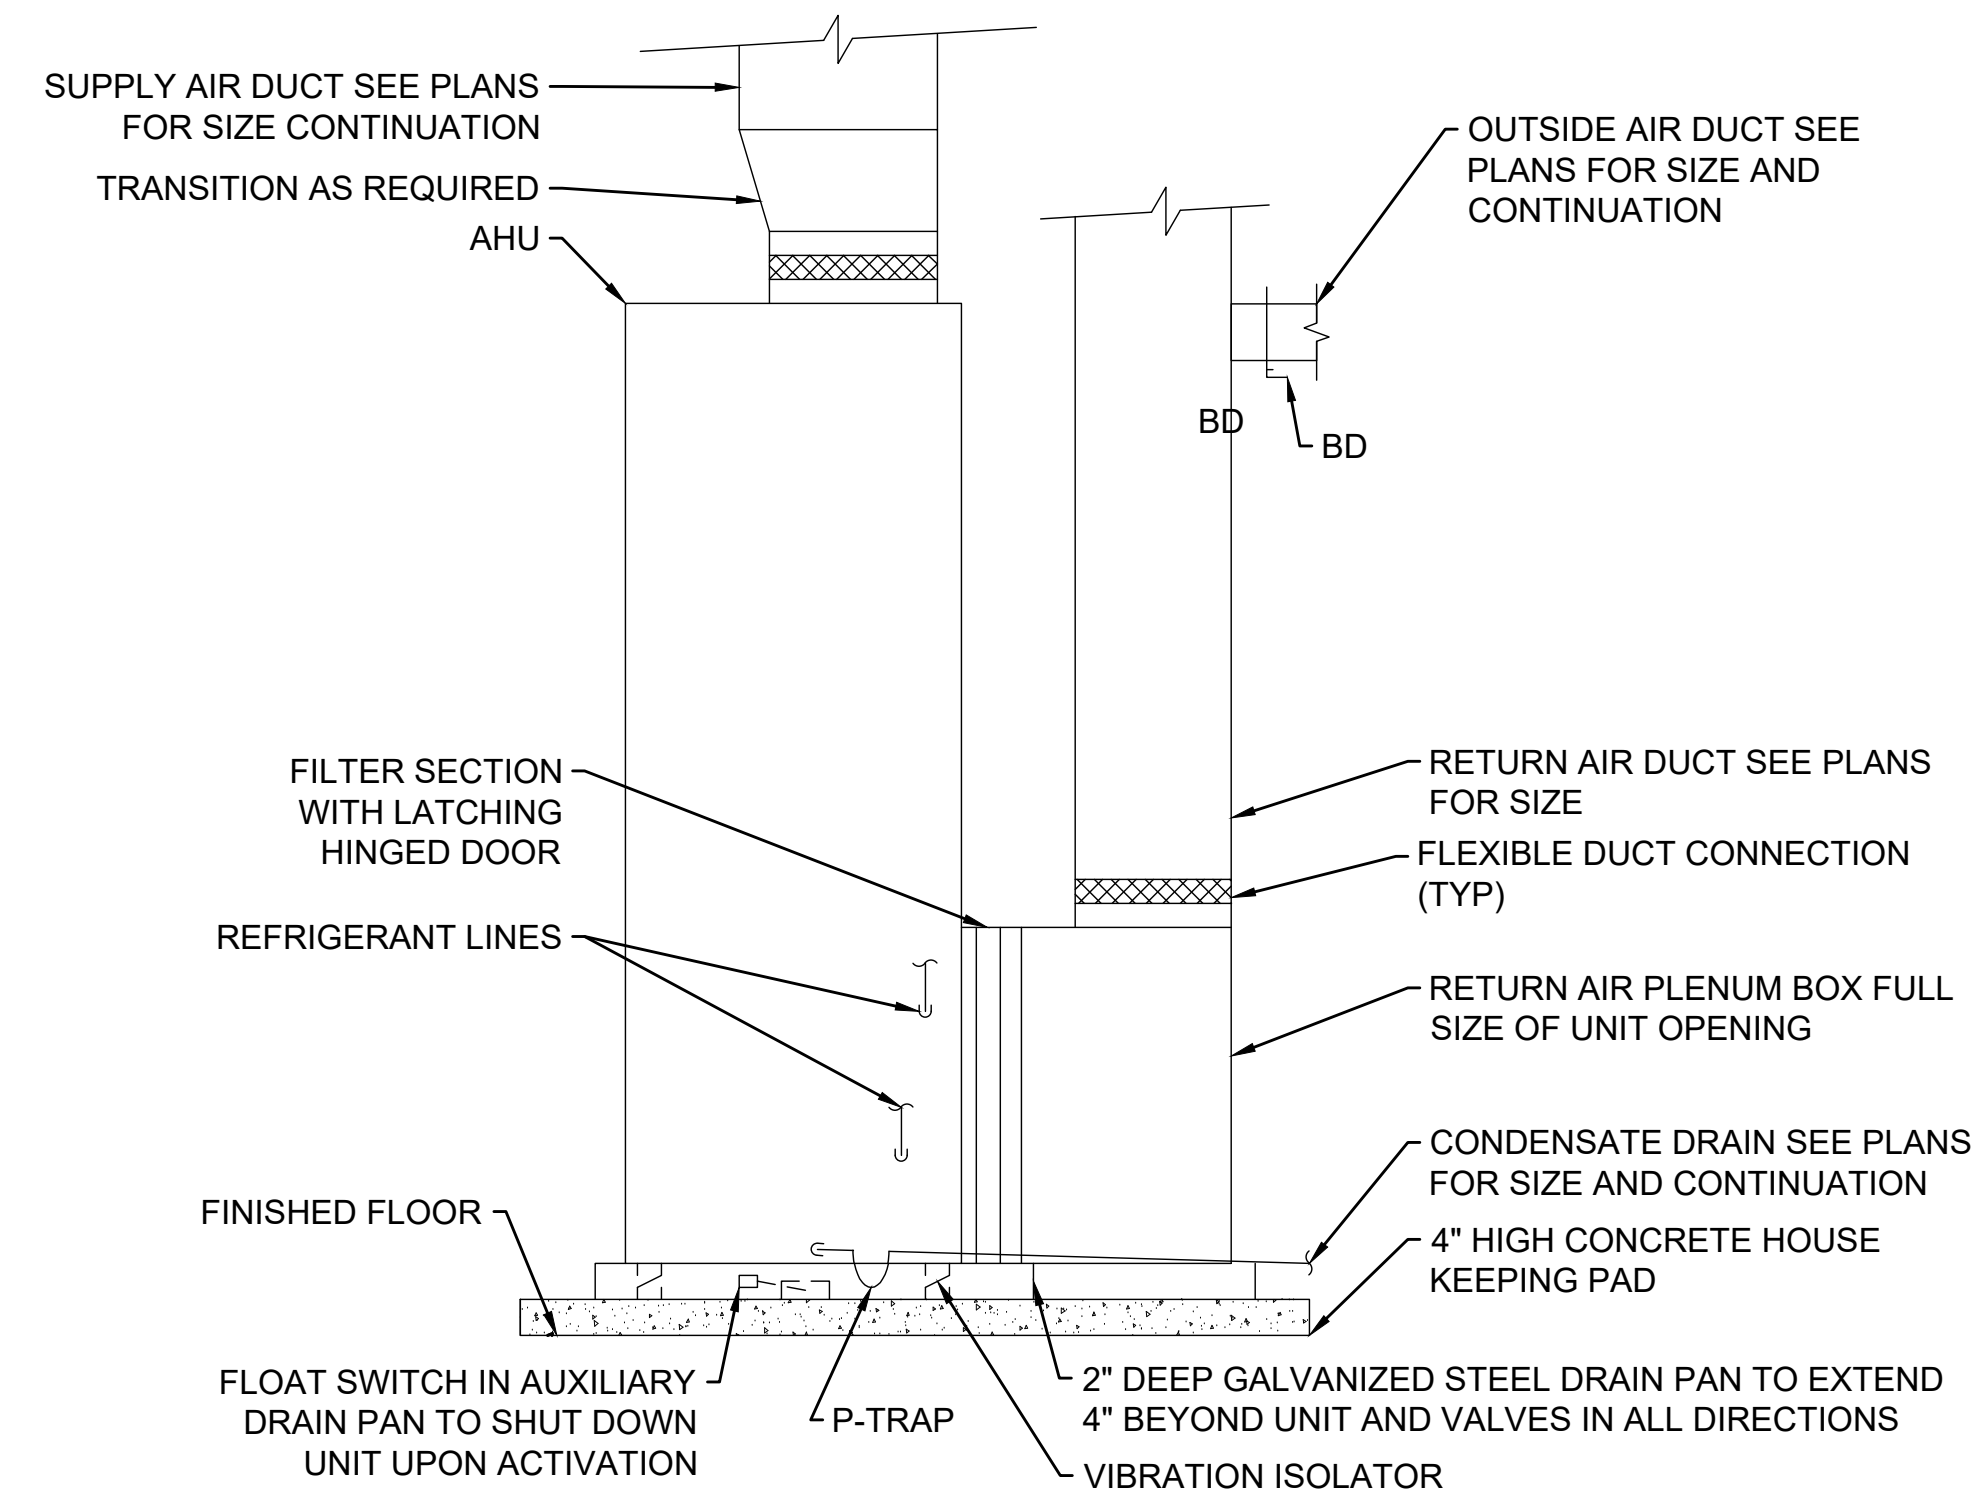 SUPPLY AIR DUCT SEE PLANS
FOR SIZE CONTINUATION
TRANSITION AS REQUIRED
AHU
OUTSIDE AIR DUCT SEE
PLANS FOR SIZE AND
CONTINUATION
BD
BD
FILTER SECTION
WITH LATCHING
HINGED DOOR
REFRIGERANT LINES
RETURN AIR DUCT SEE PLANS
FOR SIZE
FLEXIBLE DUCT CONNECTION
(TYP)
RETURN AIR PLENUM BOX FULL
SIZE OF UNIT OPENING
CONDENSATE DRAIN SEE PLANS
FOR SIZE AND CONTINUATION
FINISHED FLOOR
4" HIGH CONCRETE HOUSE
KEEPING PAD
FLOAT SWITCH IN AUXILIARY
DRAIN PAN TO SHUT DOWN
UNIT UPON ACTIVATION
P-TRAP
2" DEEP GALVANIZED STEEL DRAIN PAN TO EXTEND
4" BEYOND UNIT AND VALVES IN ALL DIRECTIONS
VIBRATION ISOLATOR